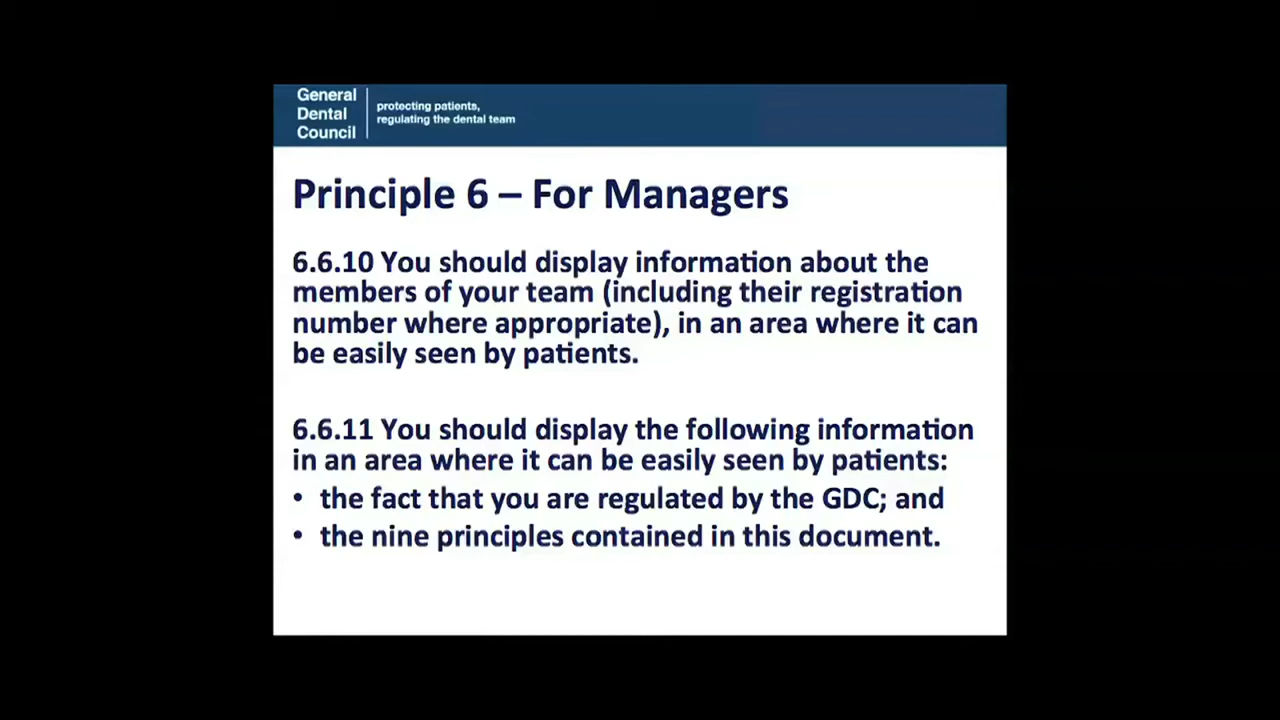 General
Dental
Council
protecting patients,
regulating the dental team
Principle 6 – For Managers
6.6.10 You should display information about the
members of your team (including their registration
number where appropriate), in an area where it can
be easily seen by patients.
6.6.11 You should display the following information
in an area where it can be easily seen by patients:
• the fact that you are regulated by the GDC; and
• the nine principles contained in this document.